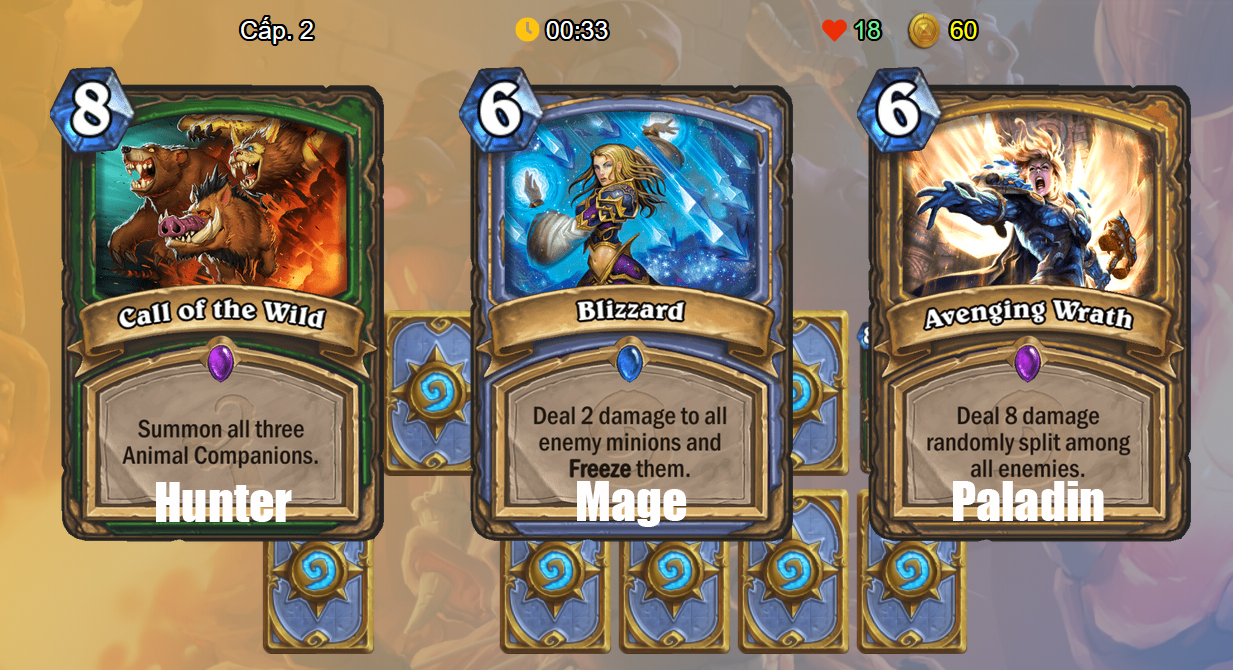 Cấp. 2
00:33
18
60
8
Call of the Wild
Summon all three
Animal Companions.
Hunter
6
Blizzard
Deal 2 damage to all
enemy minions and
Freeze them.
Mage
6
Avenging Wrath
Deal 8 damage
randomly split among
all enemies.
Paladin